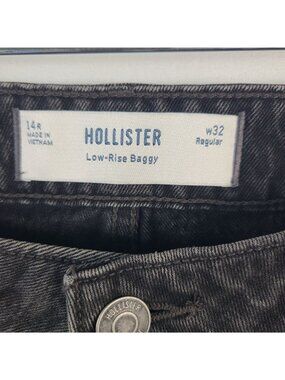 14R
MADE IN
VIETNAM
HOLLISTER
Low-Rise Baggy
W32
Regular
HOLLISTER